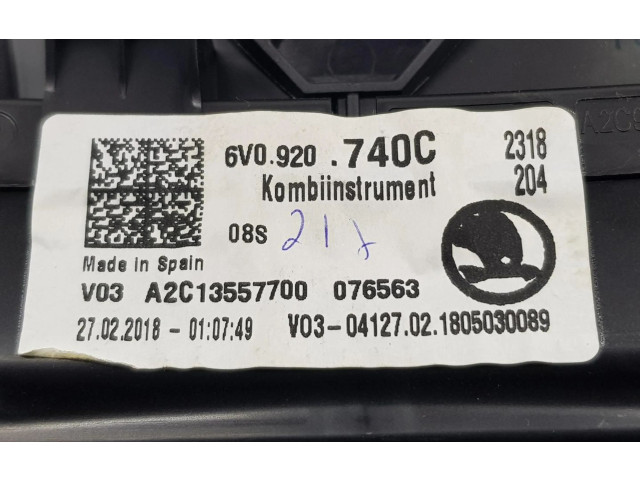 6V0.920 .740C 2318
Kombiinstrument 204
08S
Made in Spain
V03 A2C13557700 076563
27.02.2018 - 01:07:49 V03-04127.02.1805030089